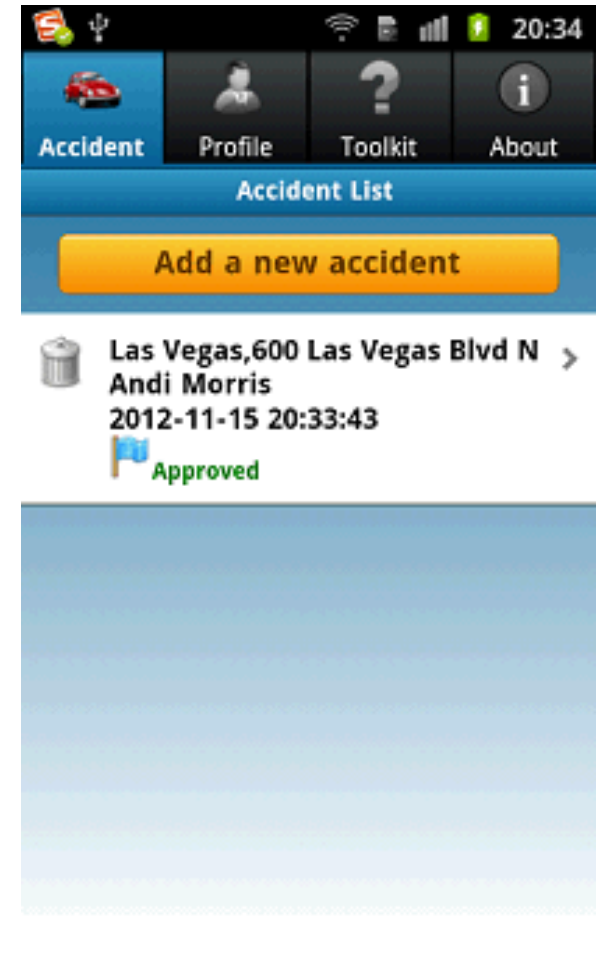 20:34
Accident Profile Toolkit About
Accident List
Add a new accident
Las Vegas,600 Las Vegas Blvd N
Andi Morris
2012-11-15 20:33:43
Approved